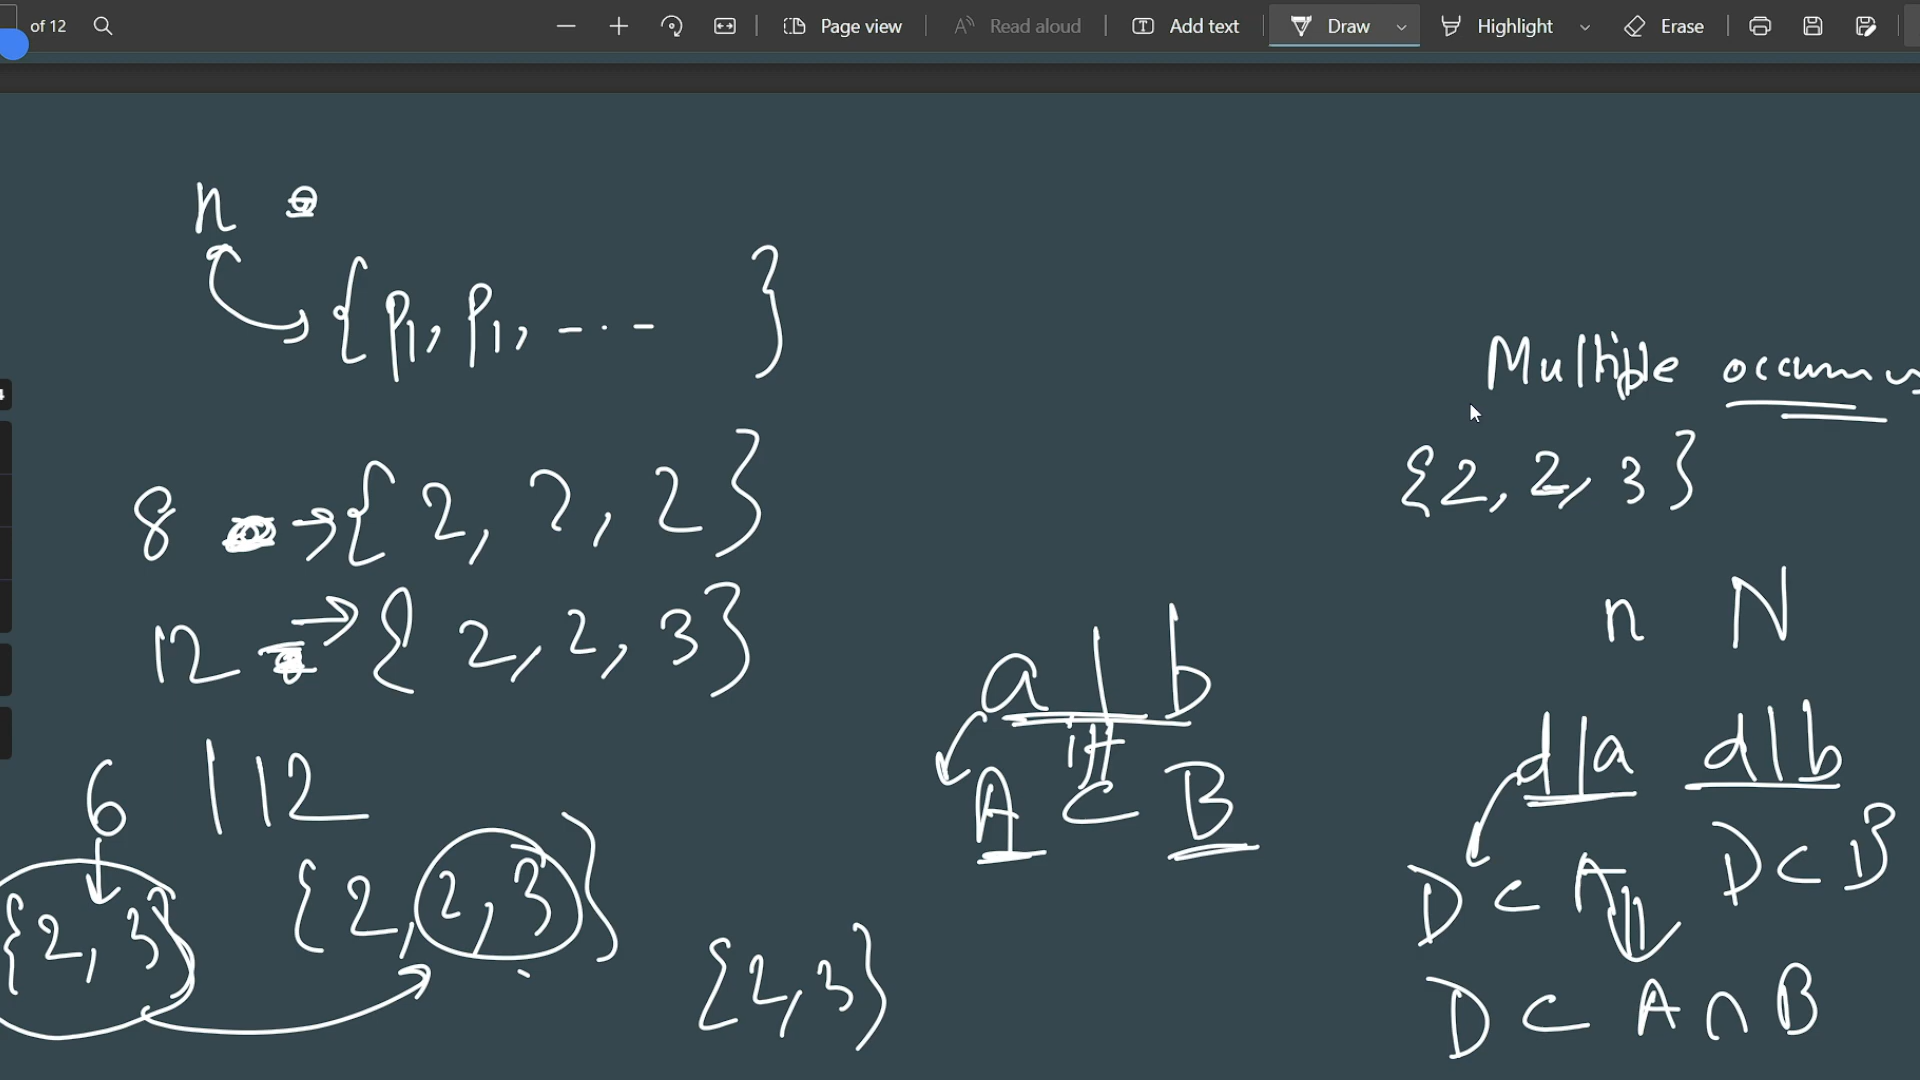 of 12 Page view Read aloud Add text Draw Highlight Erase
n
{ p1, p1, - . - }
Multiple
{2, 2, 3}
8 → { 2, 2, 2 }
n N
12 → { 2, 2, 3 }
a | b
iff
A ⊂ B
d|a d|b
6 | 12
D ⊂ A D ⊂ B
⇓
{2, 3} {2, 2, 3}
{2, 3}
D ⊂ A ∩ B